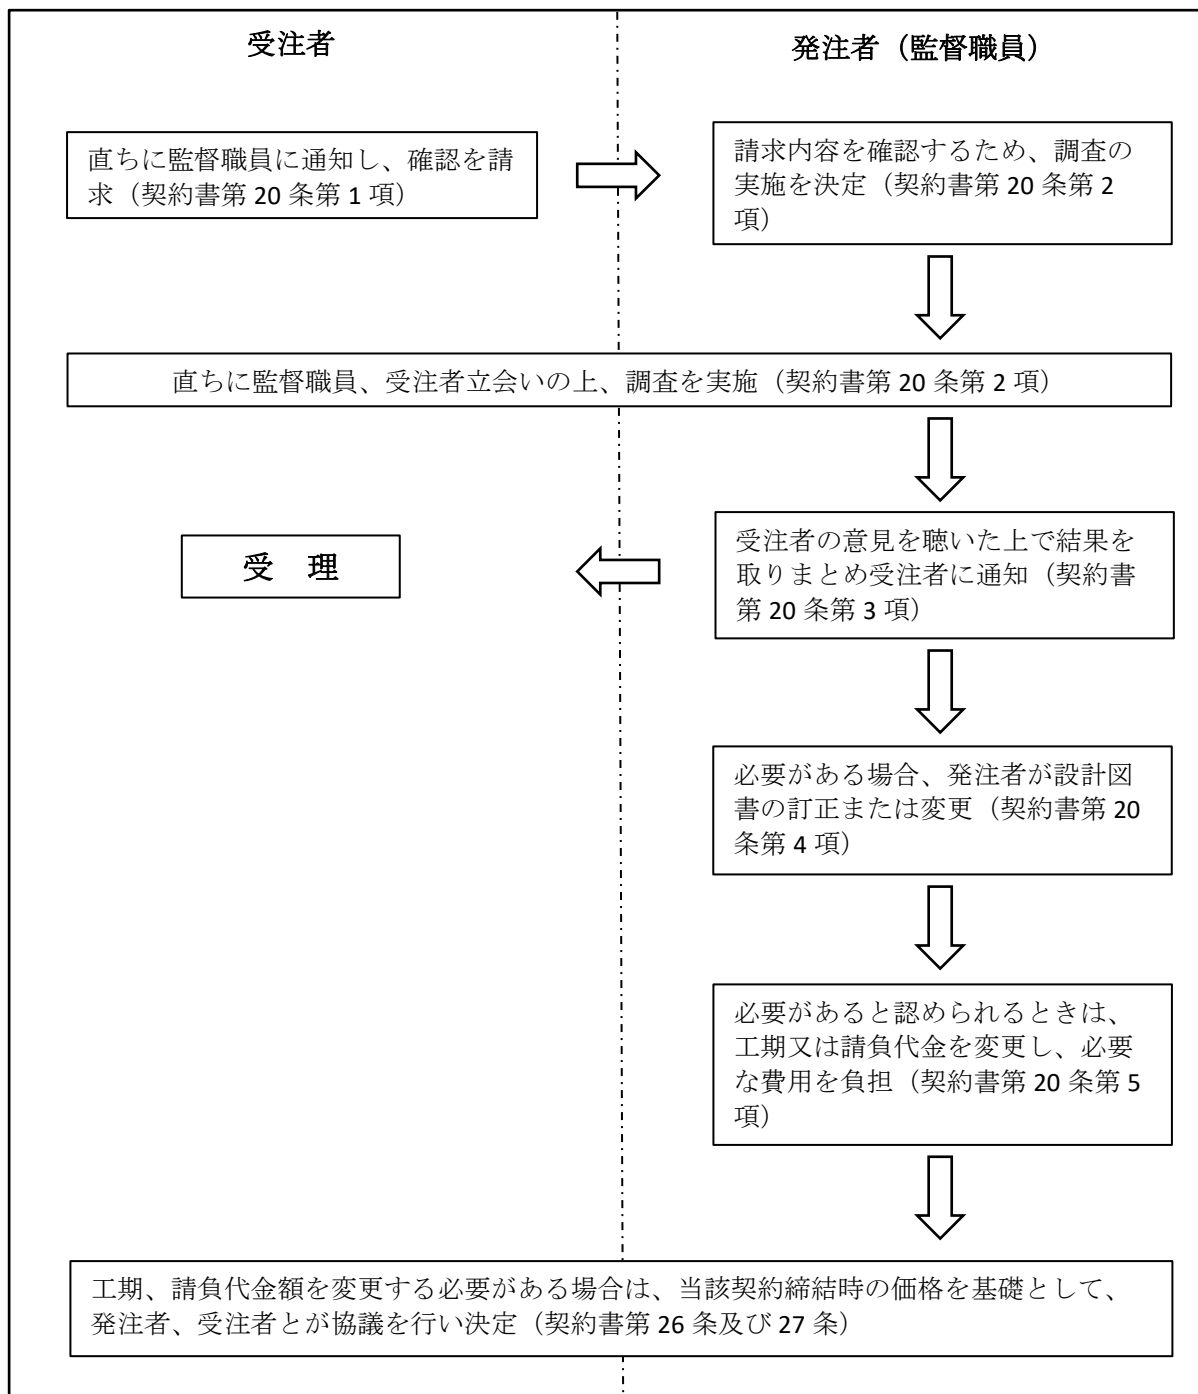 受注者
発注者（監督職員）
直ちに監督職員に通知し、確認を請
求（契約書第 20 条第 1 項）
請求内容を確認するため、調査の
実施を決定（契約書第 20 条第 2
項）
直ちに監督職員、受注者立会いの上、調査を実施（契約書第 20 条第 2 項）
受注者の意見を聴いた上で結果を
取りまとめ受注者に通知（契約書
第 20 条第 3 項）
受　理
必要がある場合、発注者が設計図
書の訂正または変更（契約書第 20
条第 4 項）
必要があると認められるときは、
工期又は請負代金を変更し、必要
な費用を負担（契約書第 20 条第 5
項）
工期、請負代金額を変更する必要がある場合は、当該契約締結時の価格を基礎として、
発注者、受注者とが協議を行い決定（契約書第 26 条及び 27 条）